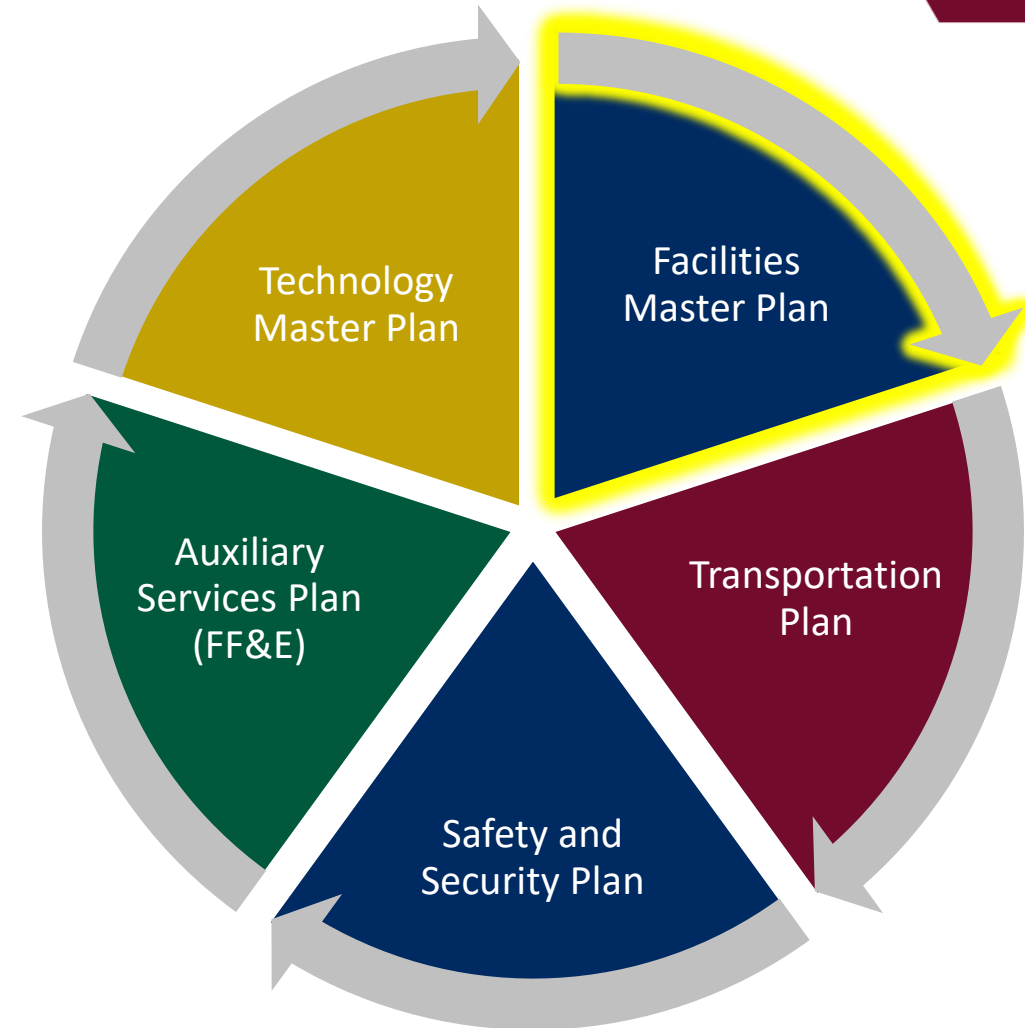 Facilities
Master Plan
Transportation
Plan
Safety and
Security Plan
Auxiliary
Services Plan
(FF&E)
Technology
Master Plan